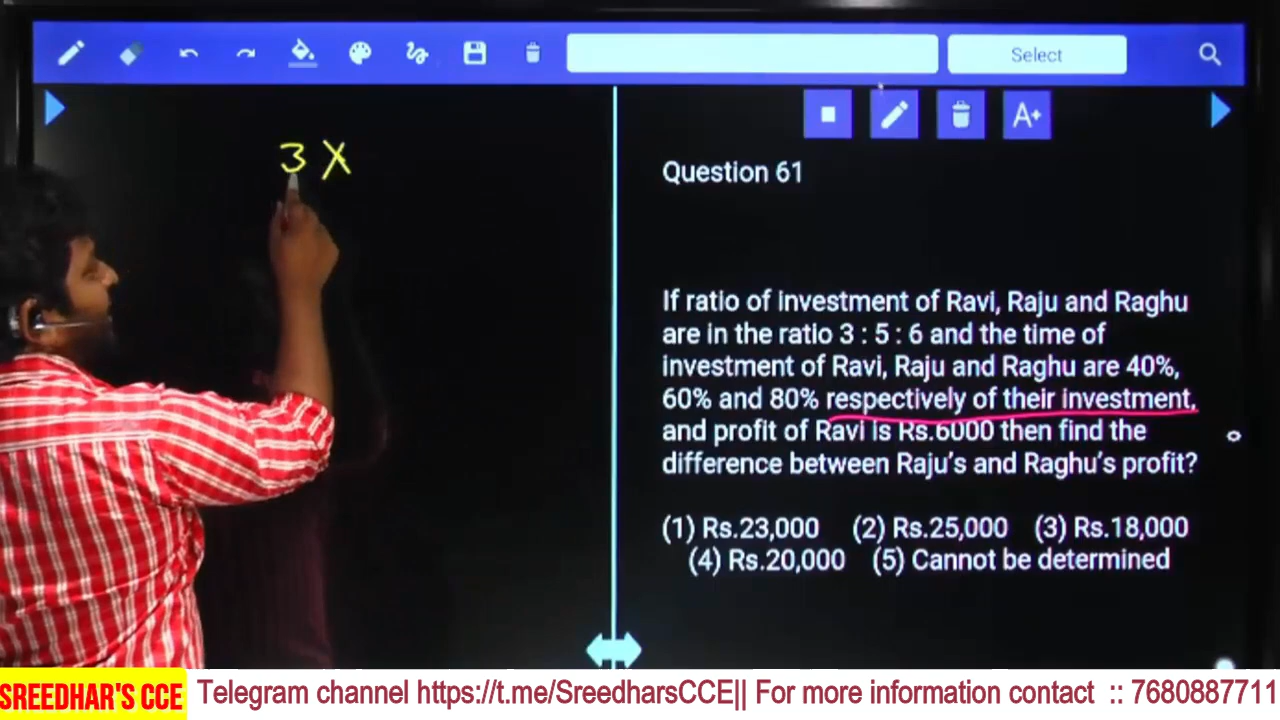 Select
A+
3 X
Question 61
If ratio of investment of Ravi, Raju and Raghu
are in the ratio 3 : 5 : 6 and the time of
investment of Ravi, Raju and Raghu are 40%,
60% and 80% respectively of their investment,
and profit of Ravi is Rs.6000 then find the
difference between Raju's and Raghu's profit?
(1) Rs.23,000 (2) Rs.25,000 (3) Rs.18,000
(4) Rs.20,000 (5) Cannot be determined
SREEDHAR'S CCE Telegram channel https://t.me/SreedharsCCE|| For more information contact :: 7680887711